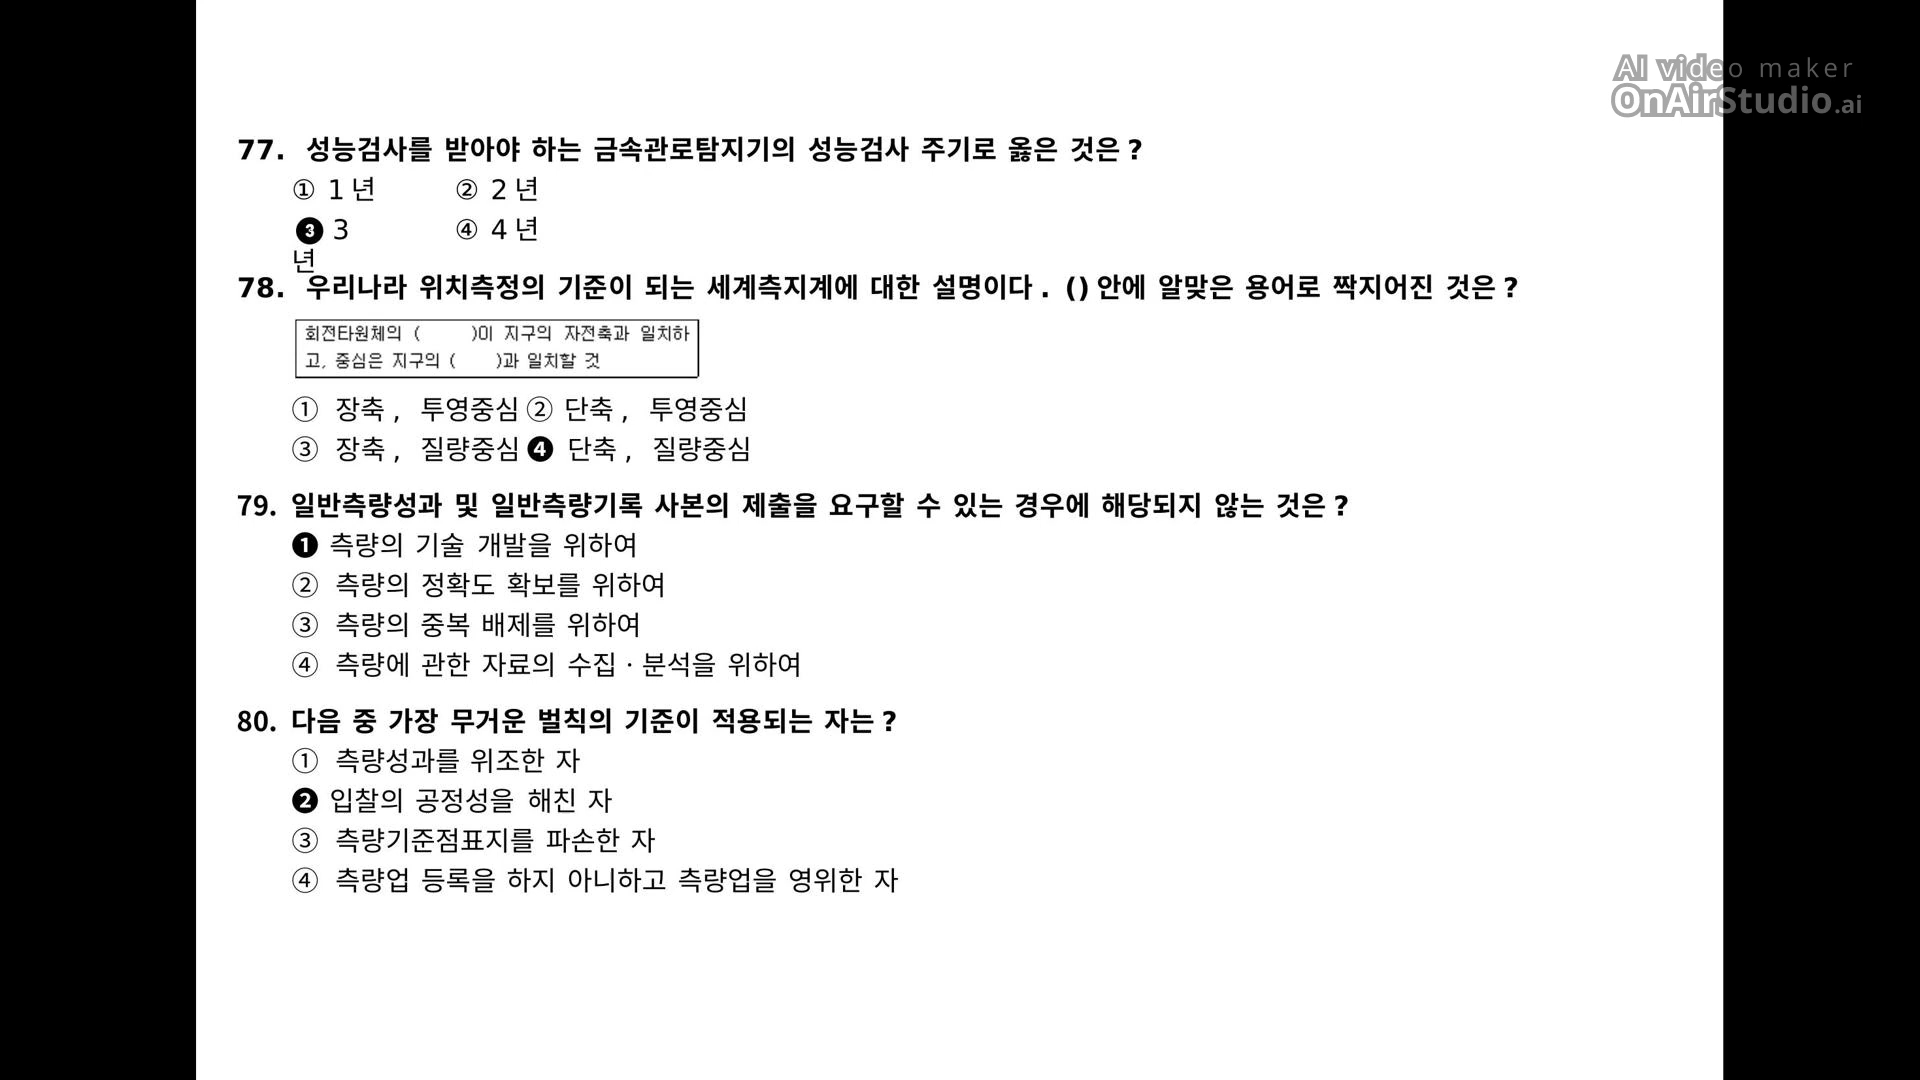 AI video maker
OnAirStudio.ai
77. 성능검사를 받아야 하는 금속관로탐지기의 성능검사 주기로 옳은 것은?
① 1년 ② 2년
❸ 3 ④ 4년
년
78. 우리나라 위치측정의 기준이 되는 세계측지계에 대한 설명이다. ()안에 알맞은 용어로 짝지어진 것은?
회전타원체의 ( )이 지구의 자전축과 일치하
고, 중심은 지구의 ( )과 일치할 것
① 장축, 투영중심 ② 단축, 투영중심
③ 장축, 질량중심 ❹ 단축, 질량중심
79. 일반측량성과 및 일반측량기록 사본의 제출을 요구할 수 있는 경우에 해당되지 않는 것은?
❶ 측량의 기술 개발을 위하여
② 측량의 정확도 확보를 위하여
③ 측량의 중복 배제를 위하여
④ 측량에 관한 자료의 수집·분석을 위하여
80. 다음 중 가장 무거운 벌칙의 기준이 적용되는 자는?
① 측량성과를 위조한 자
❷ 입찰의 공정성을 해친 자
③ 측량기준점표지를 파손한 자
④ 측량업 등록을 하지 아니하고 측량업을 영위한 자